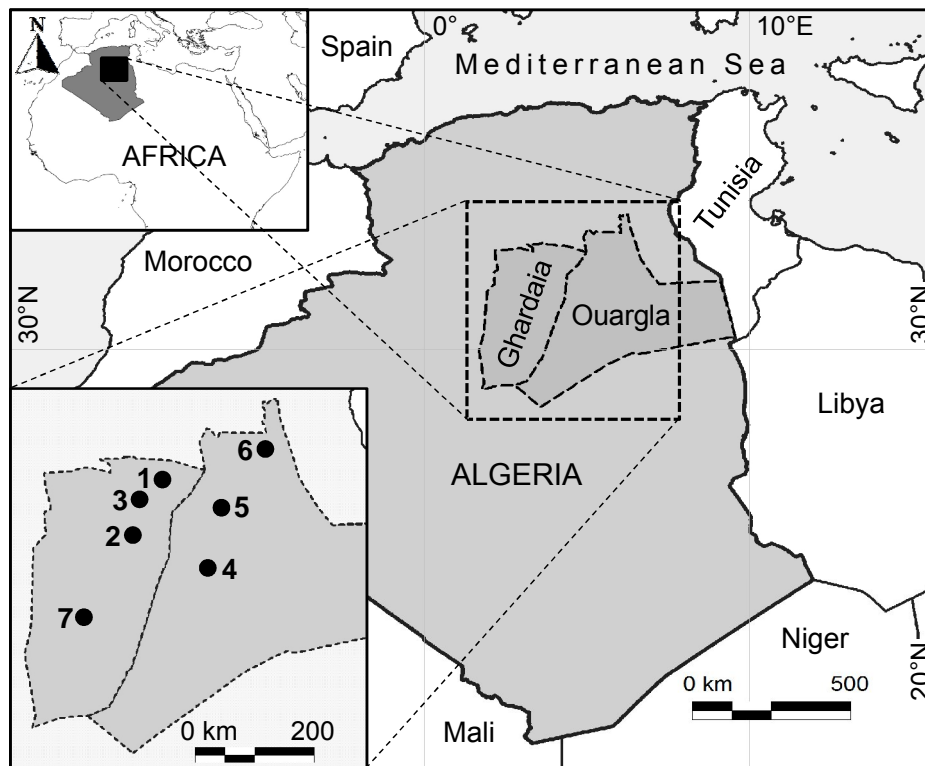 N
AFRICA
0°
10°E
Spain
Mediterranean Sea
Tunisia
Morocco
30°N
30°N
Ghardaia
Ouargla
Libya
ALGERIA
6
1
3
5
2
4
7
Niger
20°N
0 km 500
0 km 200
Mali